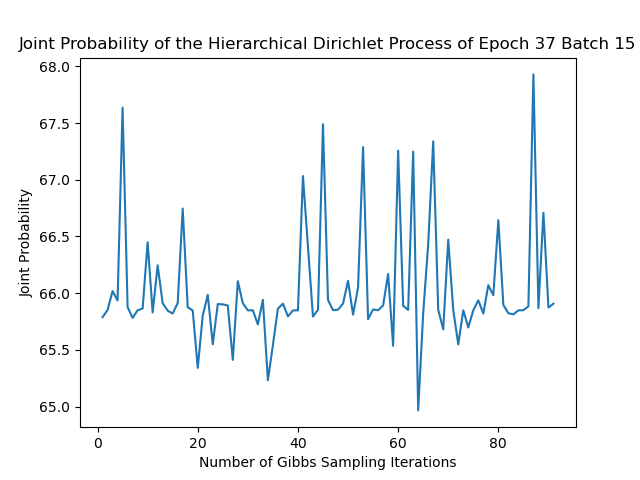 Joint Probability of the Hierarchical Dirichlet Process of Epoch 37 Batch 15
68.0
67.5
67.0
66.5
66.0
65.5
65.0
Joint Probability
0 20 40 60 80
Number of Gibbs Sampling Iterations